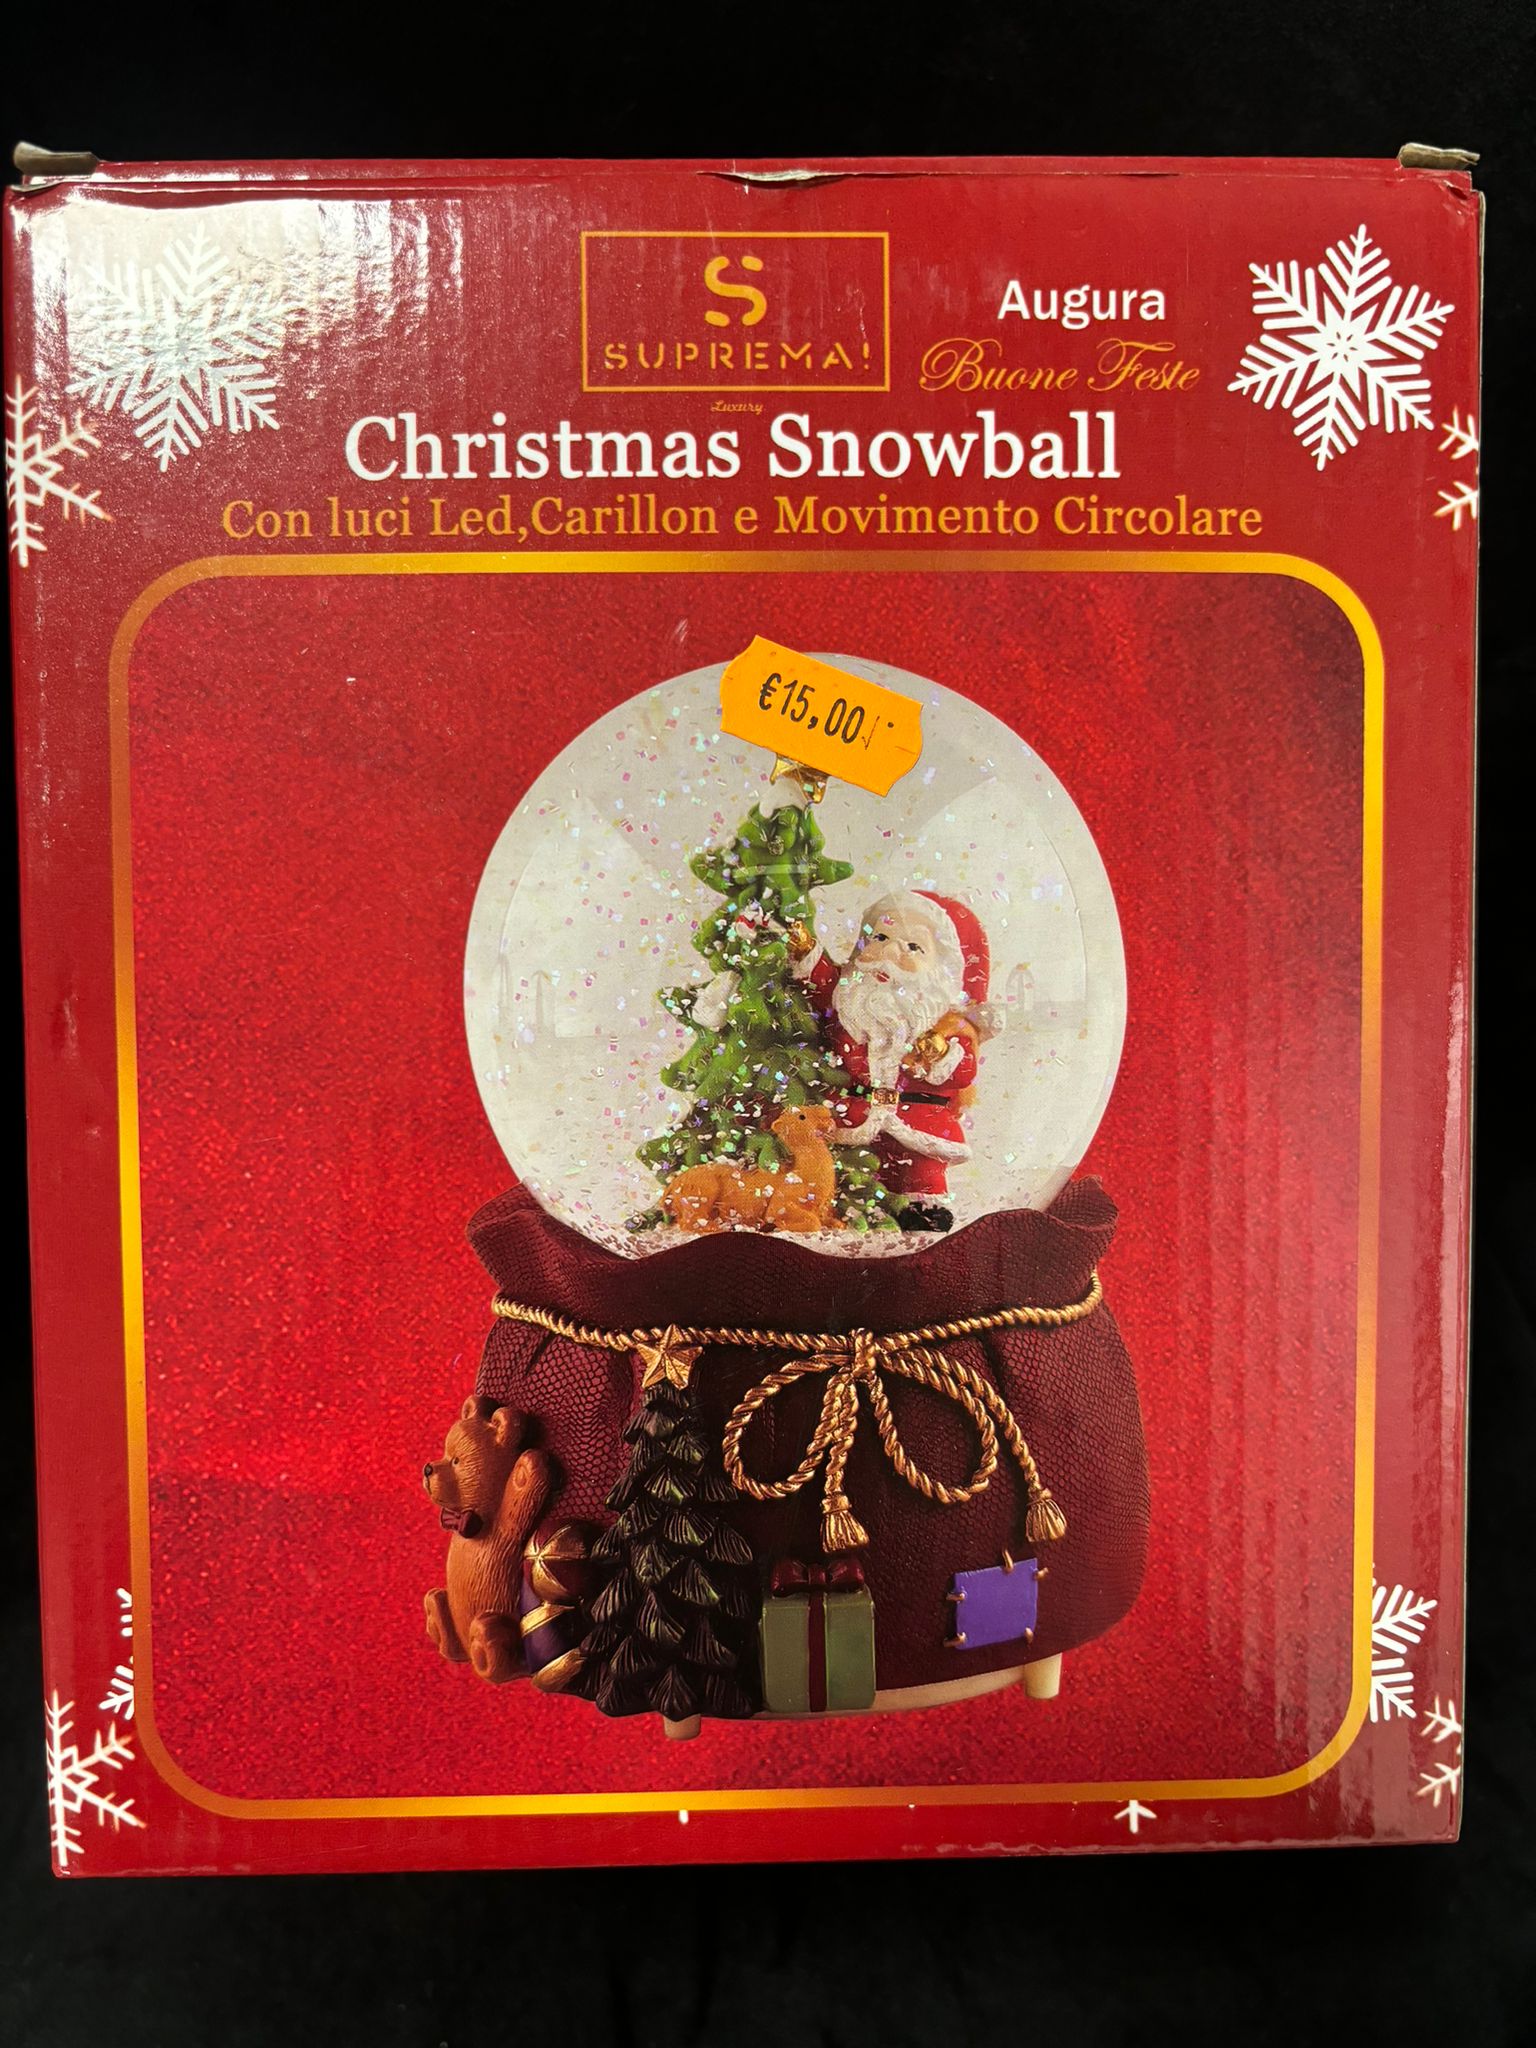 S
SUPREMA!
Luxury
Augura
Buone Feste
Christmas Snowball
Con luci Led,Carillon e Movimento Circolare
€15,00